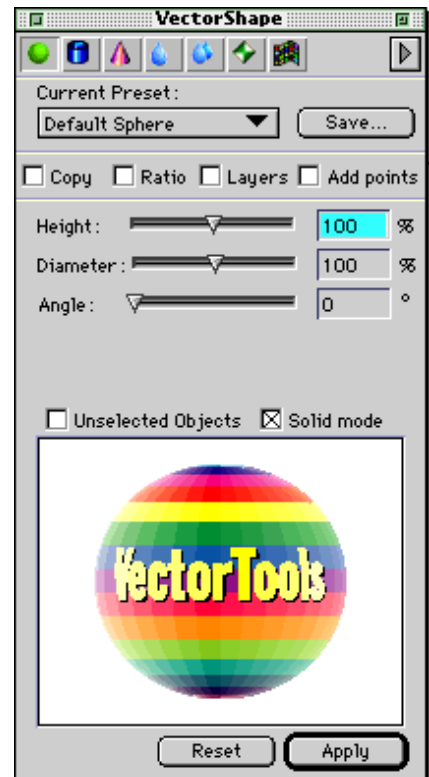 VectorShape
Current Preset:
Default Sphere Save...
Copy Ratio Layers Add points
Height: 100 %
Diameter: 100 %
Angle: 0 °
Unselected Objects Solid mode
VectorTools
Reset Apply